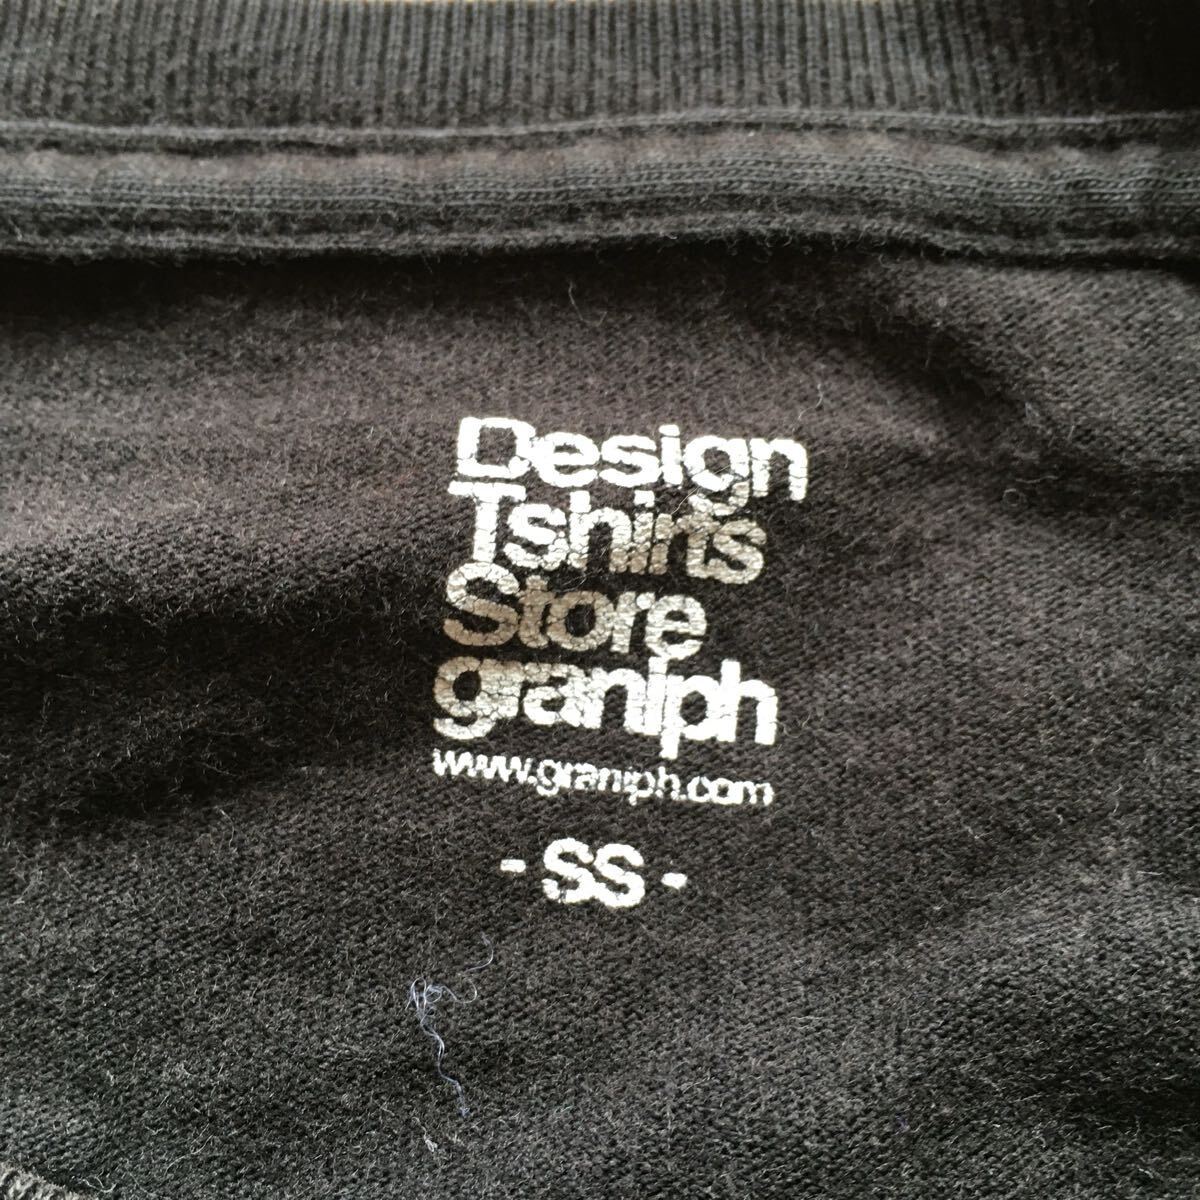 Design
Tshirts
Store
graniph
www.graniph.com
- SS -